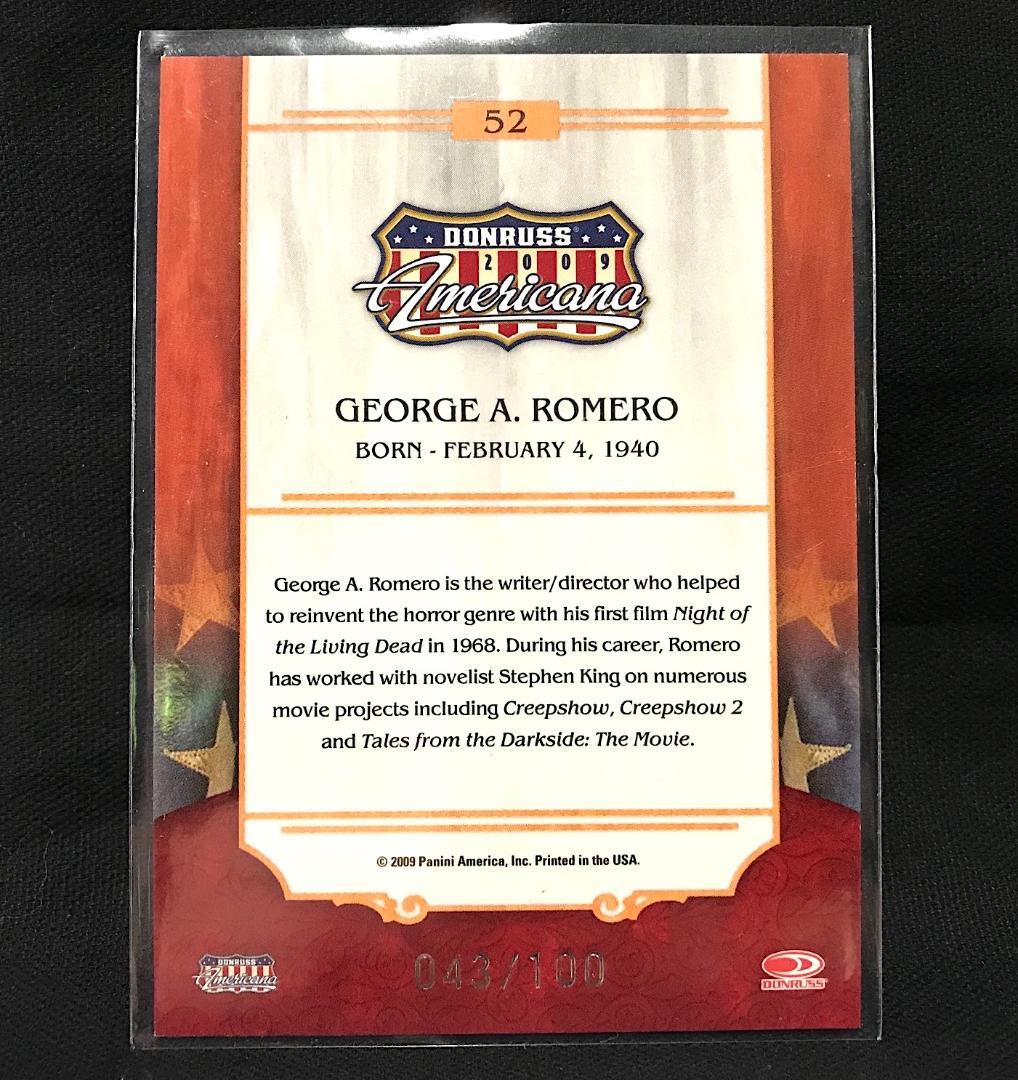 52
DONRUSS
2009
Americana
GEORGE A. ROMERO
BORN - FEBRUARY 4, 1940
George A. Romero is the writer/director who helped
to reinvent the horror genre with his first film Night of
the Living Dead in 1968. During his career, Romero
has worked with novelist Stephen King on numerous
movie projects including Creepshow, Creepshow 2
and Tales from the Darkside: The Movie.
© 2009 Panini America, Inc. Printed in the USA.
DONRUSS
Americana
043/100
DONRUSS